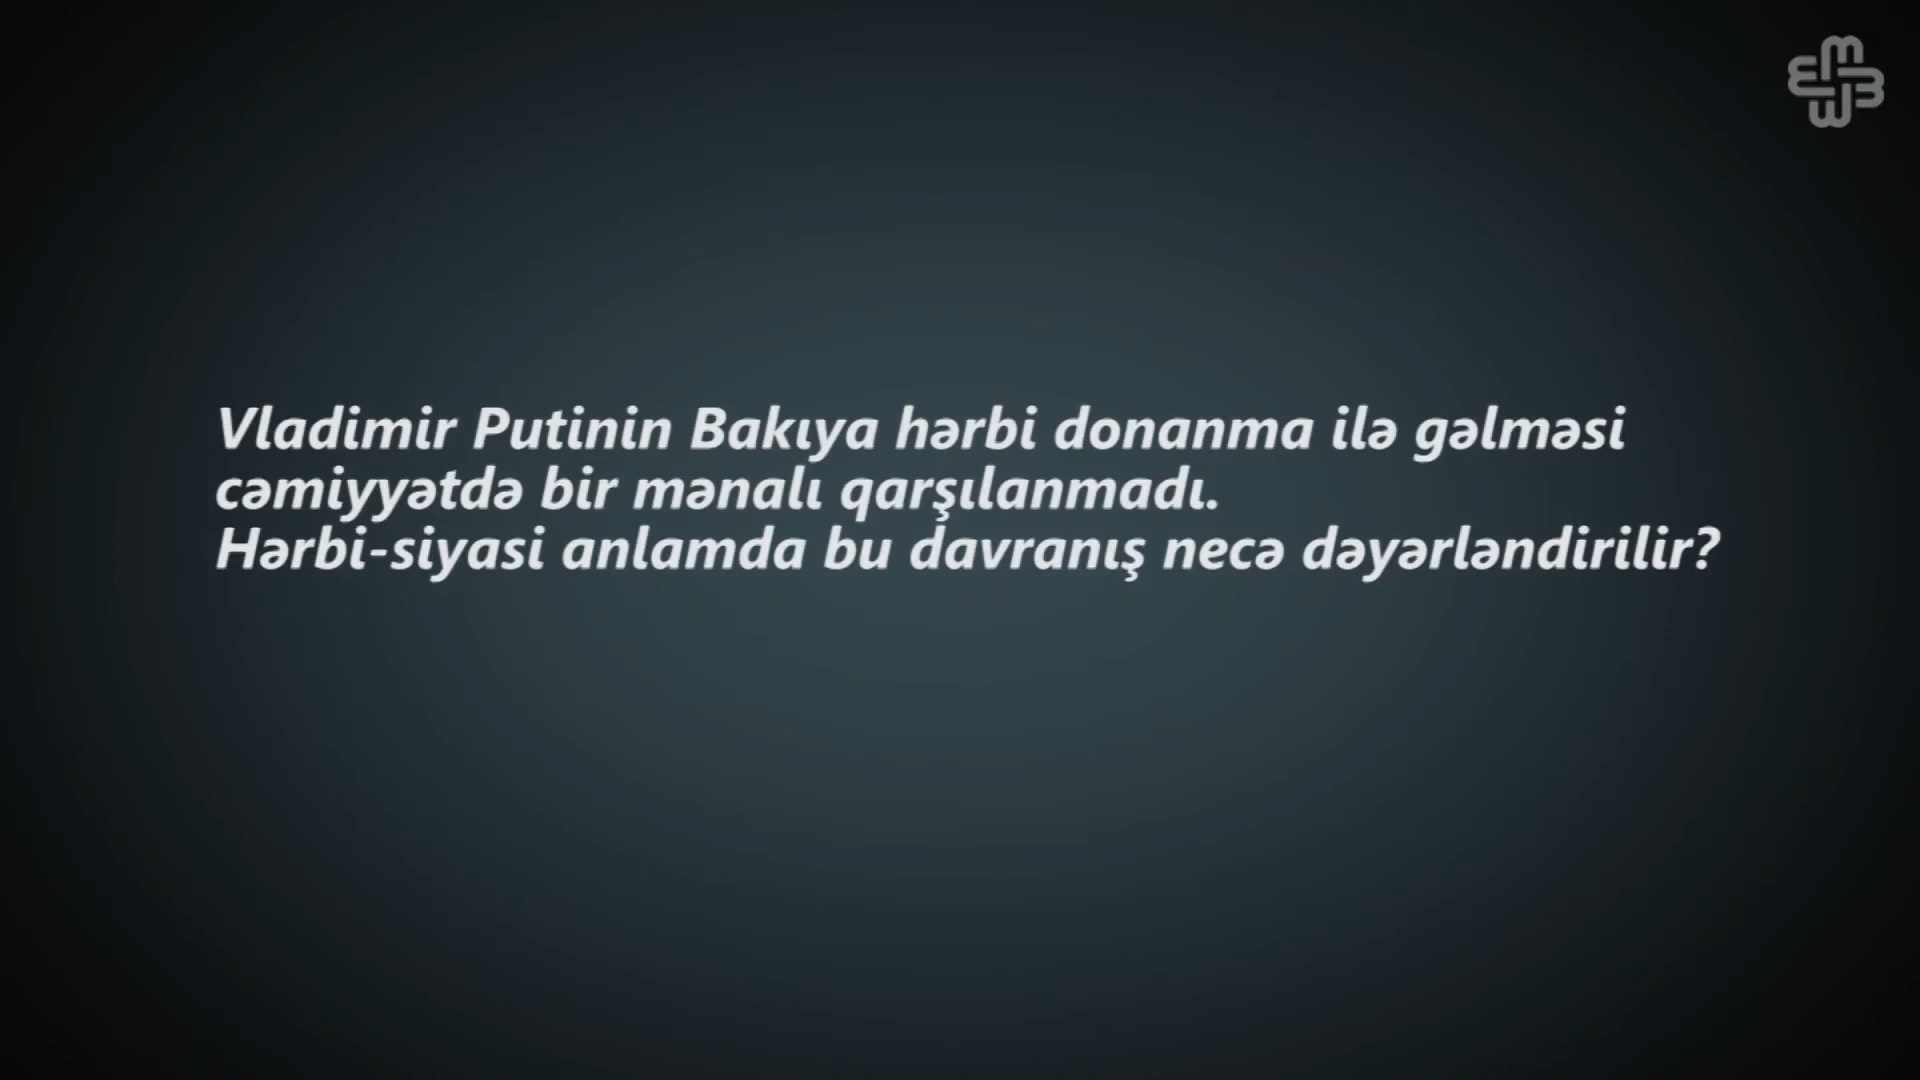 Vladimir Putinin Bakıya hərbi donanma ilə gəlməsi
cəmiyyətdə bir mənalı qarşılanmadı.
Hərbi-siyasi anlamda bu davranış necə dəyərləndirilir?